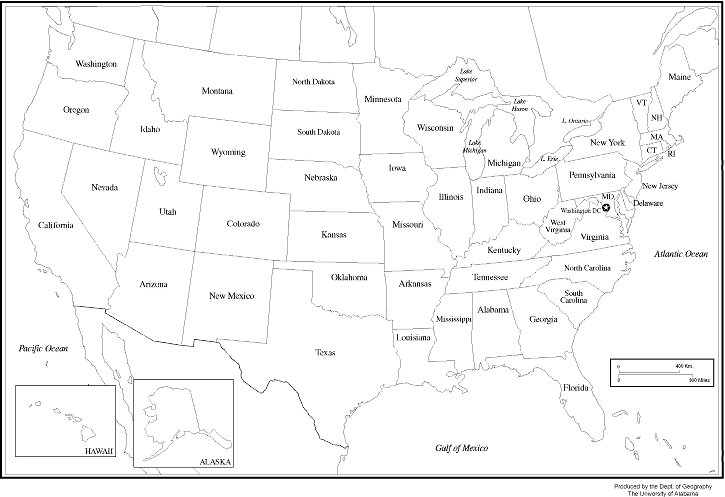 Washington
Montana
North Dakota
Minnesota
Lake
Superior
Maine
Oregon
Idaho
Wyoming
South Dakota
Wisconsin
Lake
Huron
Lake
Michigan
Michigan
L. Ontario
L. Erie
New York
VT
NH
MA
CT
RI
Nevada
Utah
Colorado
Nebraska
Iowa
Illinois
Indiana
Ohio
Pennsylvania
New Jersey
MD
Delaware
Washington DC
California
Kansas
Missouri
Kentucky
West
Virginia
Virginia
Atlantic Ocean
Arizona
New Mexico
Oklahoma
Arkansas
Tennessee
North Carolina
South
Carolina
Mississippi
Alabama
Georgia
Texas
Louisiana
Florida
Pacific Ocean
Gulf of Mexico
HAWAII
ALASKA
0 400 Km.
0 500 Miles
Produced by the Dept. of Geography
The University of Alabama